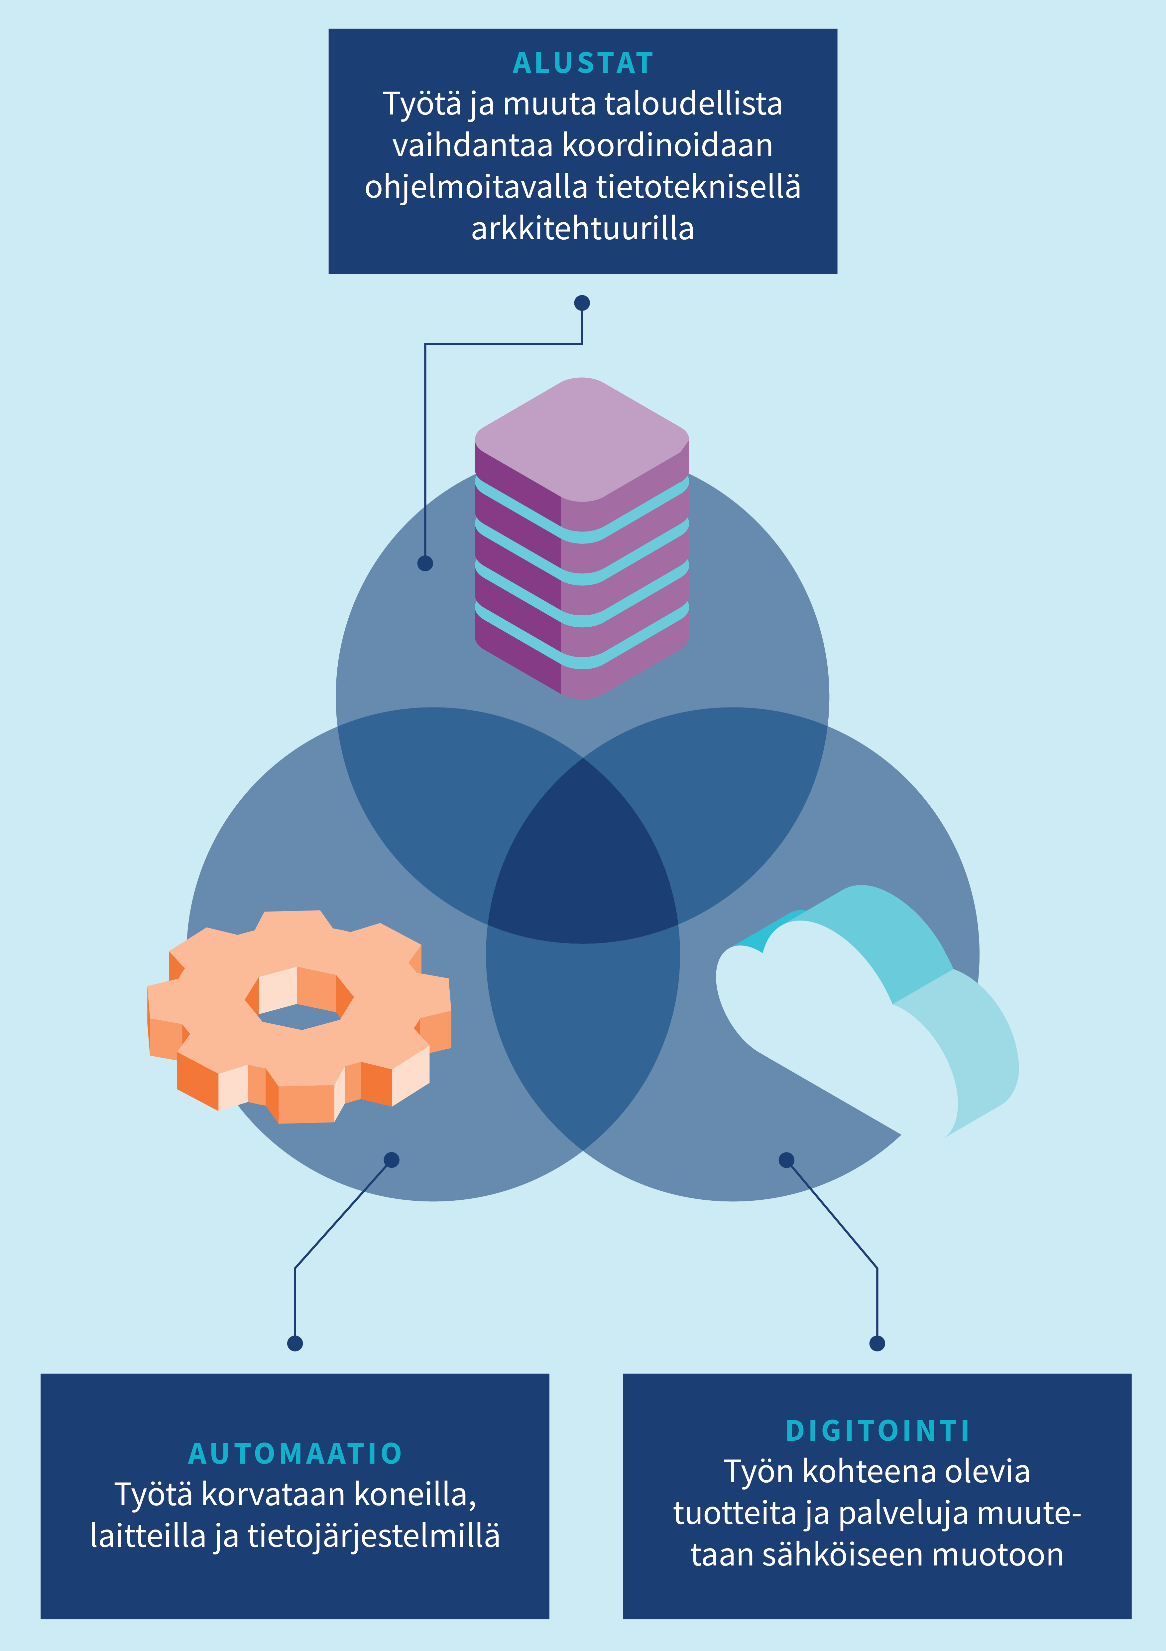 ALUSTAT
Työtä ja muuta taloudellista
vaihdantaa koordinoidaan
ohjelmoitavalla tietoteknisellä
arkkitehtuurilla
AUTOMAATIO
Työtä korvataan koneilla,
laitteilla ja tietojärjestelmillä
DIGITOINTI
Työn kohteena olevia
tuotteita ja palveluja muute-
taan sähköiseen muotoon